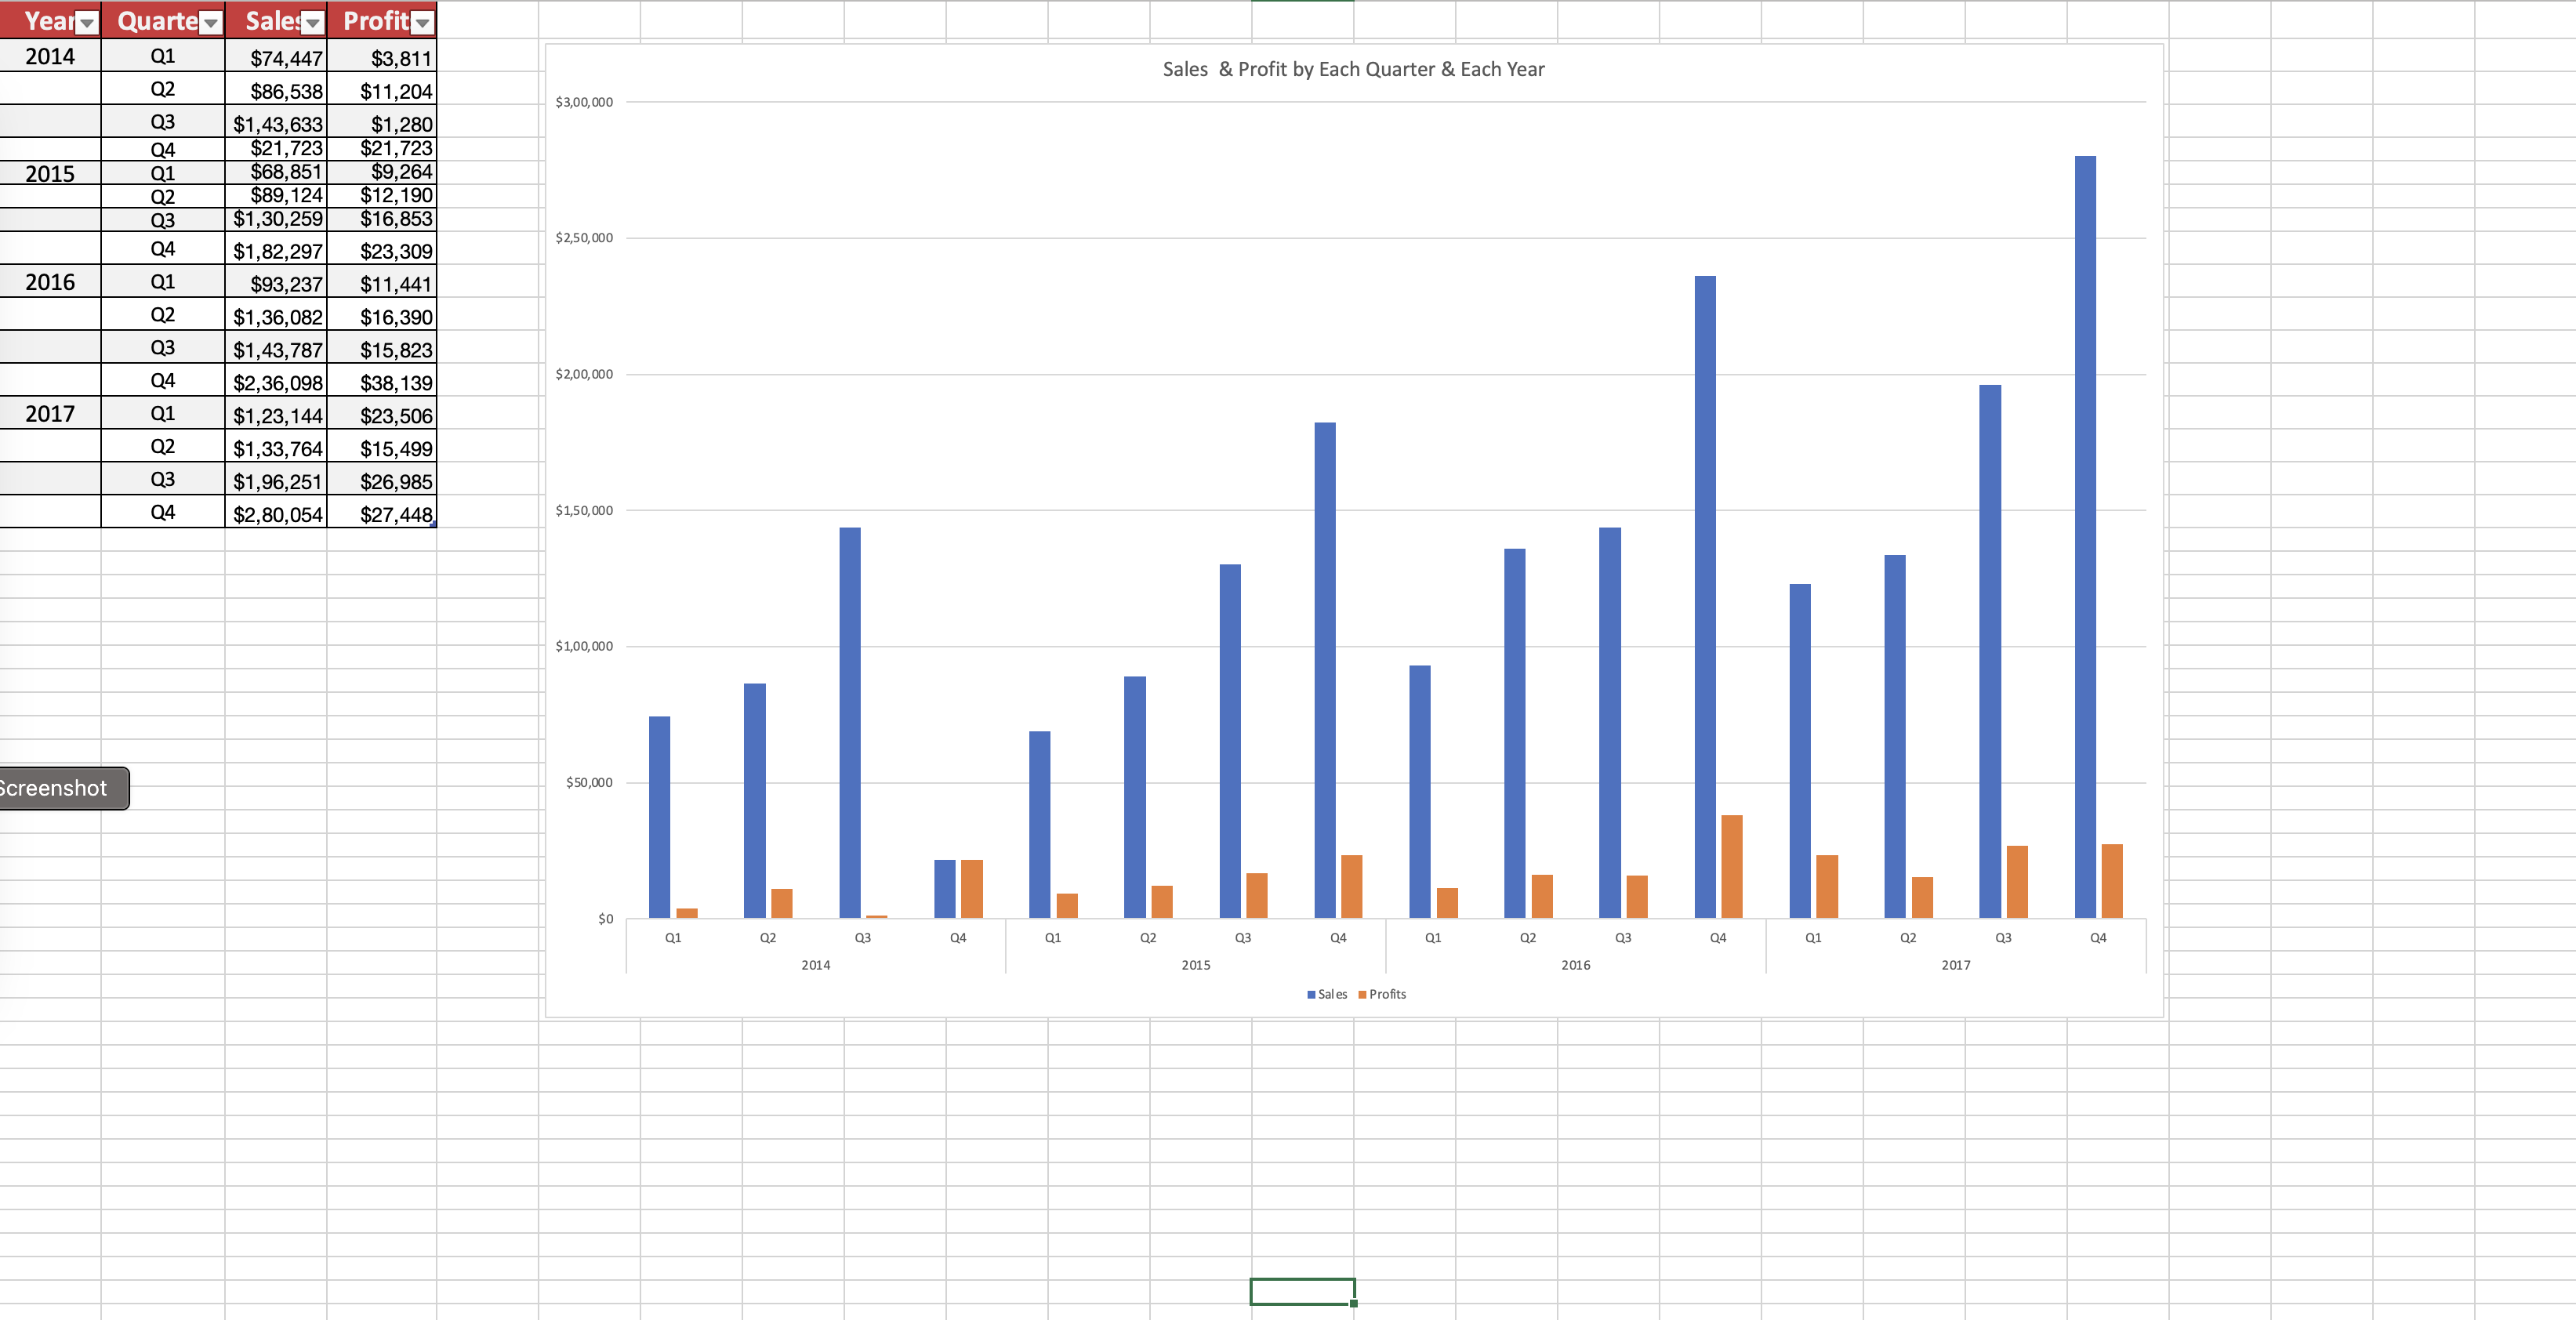 Year Quarte Sales Profit
2014 Q1 $74,447 $3,811
Q2 $86,538 $11,204
Q3 $1,43,633 $1,280
Q4 $21,723 $21,723
2015 Q1 $68,851 $9,264
Q2 $89,124 $12,190
Q3 $1,30,259 $16,853
Q4 $1,82,297 $23,309
2016 Q1 $93,237 $11,441
Q2 $1,36,082 $16,390
Q3 $1,43,787 $15,823
Q4 $2,36,098 $38,139
2017 Q1 $1,23,144 $23,506
Q2 $1,33,764 $15,499
Q3 $1,96,251 $26,985
Q4 $2,80,054 $27,448
Screenshot
Sales & Profit by Each Quarter & Each Year
$3,00,000
$2,50,000
$2,00,000
$1,50,000
$1,00,000
$50,000
$0
Q1 Q2 Q3 Q4 Q1 Q2 Q3 Q4 Q1 Q2 Q3 Q4 Q1 Q2 Q3 Q4
2014 2015 2016 2017
Sales Profits